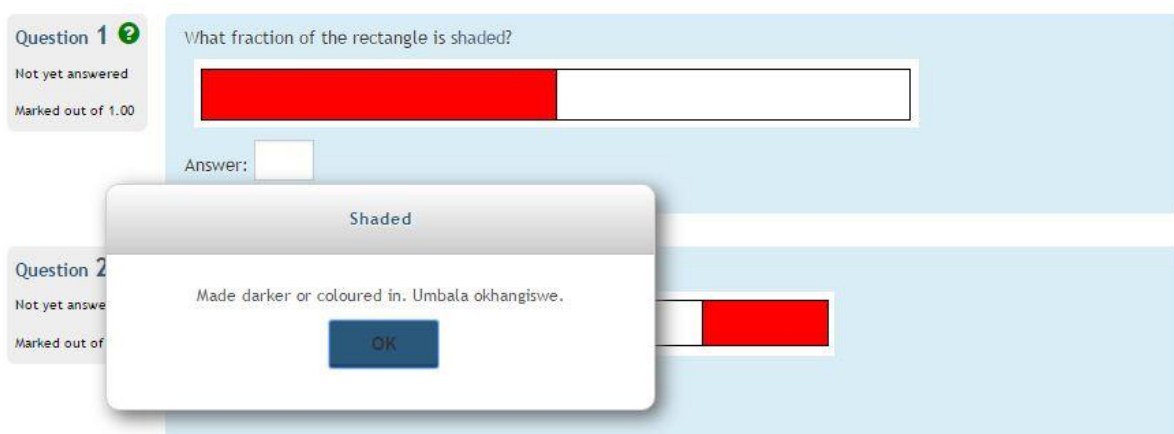 Question 1
Not yet answered
Marked out of 1.00
What fraction of the rectangle is shaded?
Answer:
Shaded
Made darker or coloured in. Umbala okhangiswe.
OK
Question 2
Not yet
Marked out of